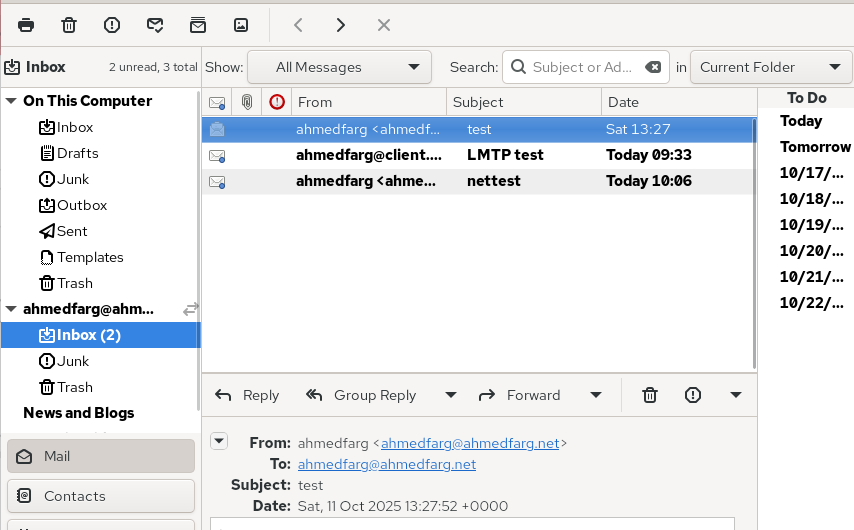 Inbox 2 unread, 3 total Show: All Messages Search: Subject or Ad... in Current Folder
On This Computer
Inbox
Drafts
Junk
Outbox
Sent
Templates
Trash
ahmedfarg@ahm...
Inbox (2)
Junk
Trash
News and Blogs
Mail
Contacts
From Subject Date
ahmedfarg <ahmedf... test Sat 13:27
ahmedfarg@client.... LMTP test Today 09:33
ahmedfarg <ahme... nettest Today 10:06
Reply Group Reply Forward
From: ahmedfarg <ahmedfarg@ahmedfarg.net>
To: ahmedfarg@ahmedfarg.net
Subject: test
Date: Sat, 11 Oct 2025 13:27:52 +0000
To Do
Today
Tomorrow
10/17/...
10/18/...
10/19/...
10/20/...
10/21/...
10/22/...